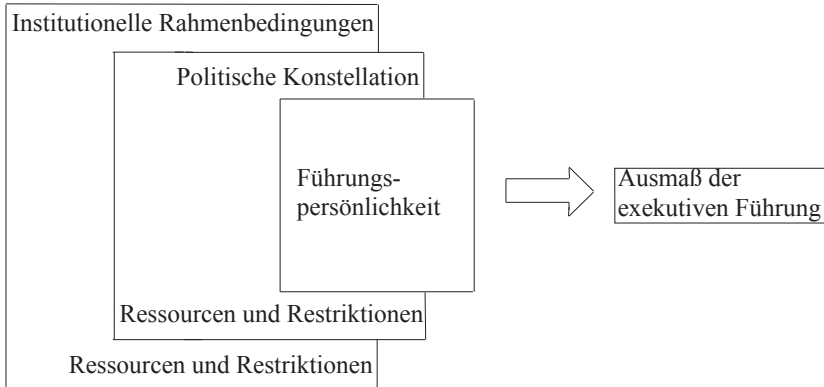 Institutionelle Rahmenbedingungen
Politische Konstellation
Führungs-
persönlichkeit
Ausmaß der
exekutiven Führung
Ressourcen und Restriktionen
Ressourcen und Restriktionen